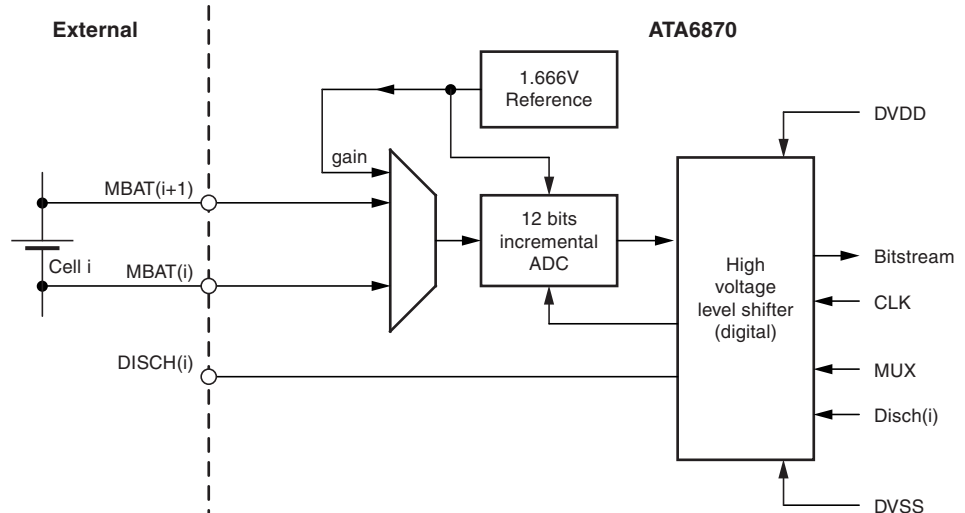 External
ATA6870
1.666V
Reference
DVDD
gain
MBAT(i+1)
12 bits
incremental
ADC
Cell i
MBAT(i)
High
voltage
level shifter
(digital)
Bitstream
CLK
DISCH(i)
MUX
Disch(i)
DVSS